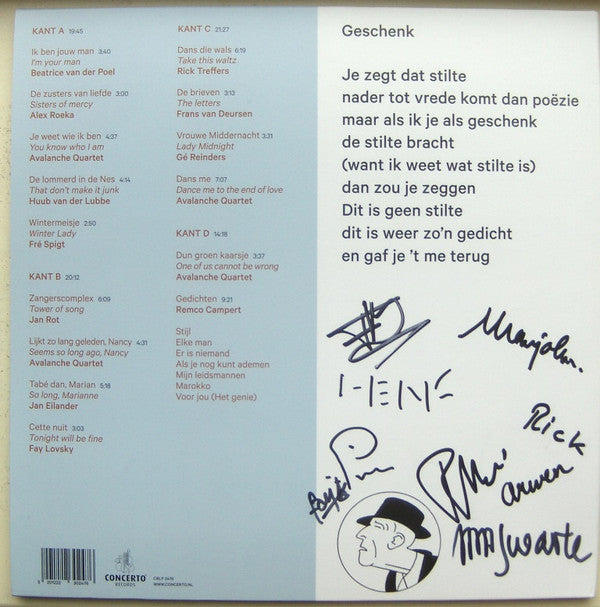 KANT A 19:45
Ik ben jouw man 3:40
I'm your man
Beatrice van der Poel
De zusters van liefde 3:00
Sisters of mercy
Alex Roeka
Je weet wie ik ben 4:37
You know who I am
Avalanche Quartet
De lommerd in de Nes 4:14
That don't make it junk
Huub van der Lubbe
Wintermeisje 2:50
Winter Lady
Fré Spigt
KANT B 20:12
Zangerscomplex 6:09
Tower of song
Jan Rot
Lijkt zo lang geleden, Nancy 4:31
Seems so long ago, Nancy
Avalanche Quartet
Tabé dan, Marian 5:18
So long, Marianne
Jan Eilander
Cette nuit 3:03
Tonight will be fine
Fay Lovsky
KANT C 21:27
Dans die wals 6:19
Take this waltz
Rick Treffers
De brieven 3:13
The letters
Frans van Deursen
Vrouwe Middernacht 3:31
Lady Midnight
Gé Reinders
Dans me 7:07
Dance me to the end of love
Avalanche Quartet
KANT D 14:18
Dun groen kaarsje 3:37
One of us cannot be wrong
Avalanche Quartet
Gedichten 9:21
Remco Campert
Stijl
Elke man
Er is niemand
Als je nog kunt ademen
Mijn leidsmannen
Marokko
Voor jou (Het genie)
CONCERTO
RECORDS
CRLP 2476
WWW.CONCERTO.NL
Geschenk
Je zegt dat stilte
nader tot vrede komt dan poëzie
maar als ik je als geschenk
de stilte bracht
(want ik weet wat stilte is)
dan zou je zeggen
Dit is geen stilte
dit is weer zo'n gedicht
en gaf je 't me terug
Marjolein
Rick
arwen